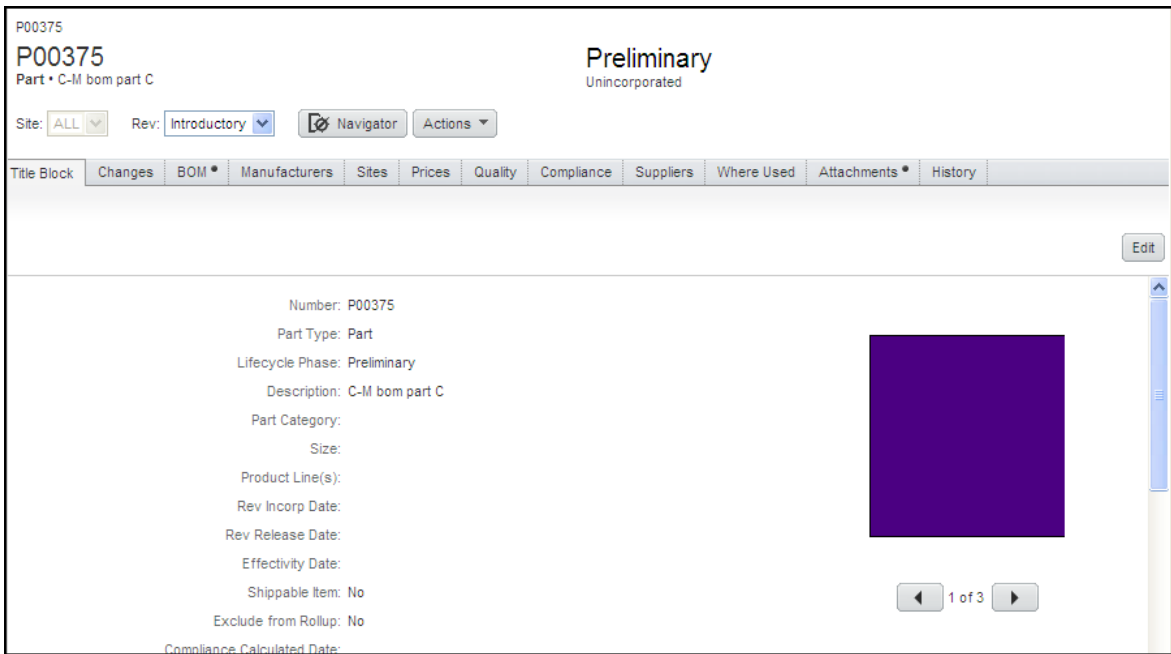 P00375
P00375
Preliminary
Part • C-M bom part C
Unincorporated
Site: ALL Rev: Introductory Navigator Actions
Title Block Changes BOM • Manufacturers Sites Prices Quality Compliance Suppliers Where Used Attachments • History
Edit
Number: P00375
Part Type: Part
Lifecycle Phase: Preliminary
Description: C-M bom part C
Part Category:
Size:
Product Line(s):
Rev Incorp Date:
Rev Release Date:
Effectivity Date:
Shippable Item: No
1 of 3
Exclude from Rollup: No
Compliance Calculated Date: